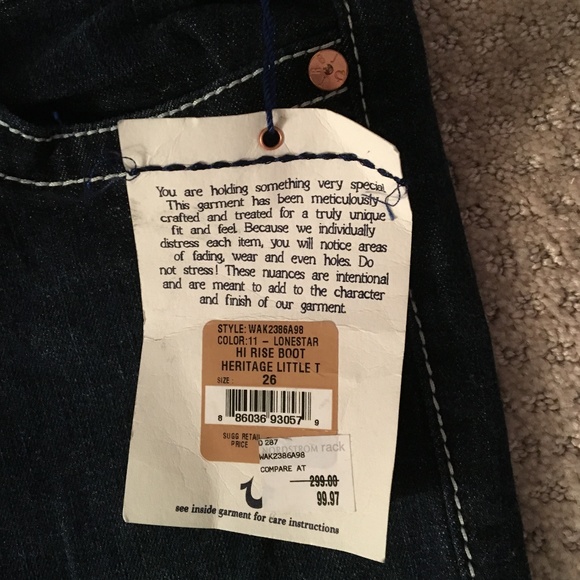 You are holding something very special.
This garment has been meticulously
crafted and treated for a truly unique
fit and feel. Because we individually
distress each item, you will notice areas
of fading, wear and even holes. Do
not stress! These nuances are intentional
and are meant to add to the character
and finish of our garment.
STYLE: WAK2386A98
COLOR:11 - LONESTAR
HI RISE BOOT
HERITAGE LITTLE T
SIZE: 26
8 86036 93057 9
SUGG RETAIL
PRICE
0287
NORDSTROM rack
WAK2386A98
COMPARE AT
299.00
99.97
see inside garment for care instructions